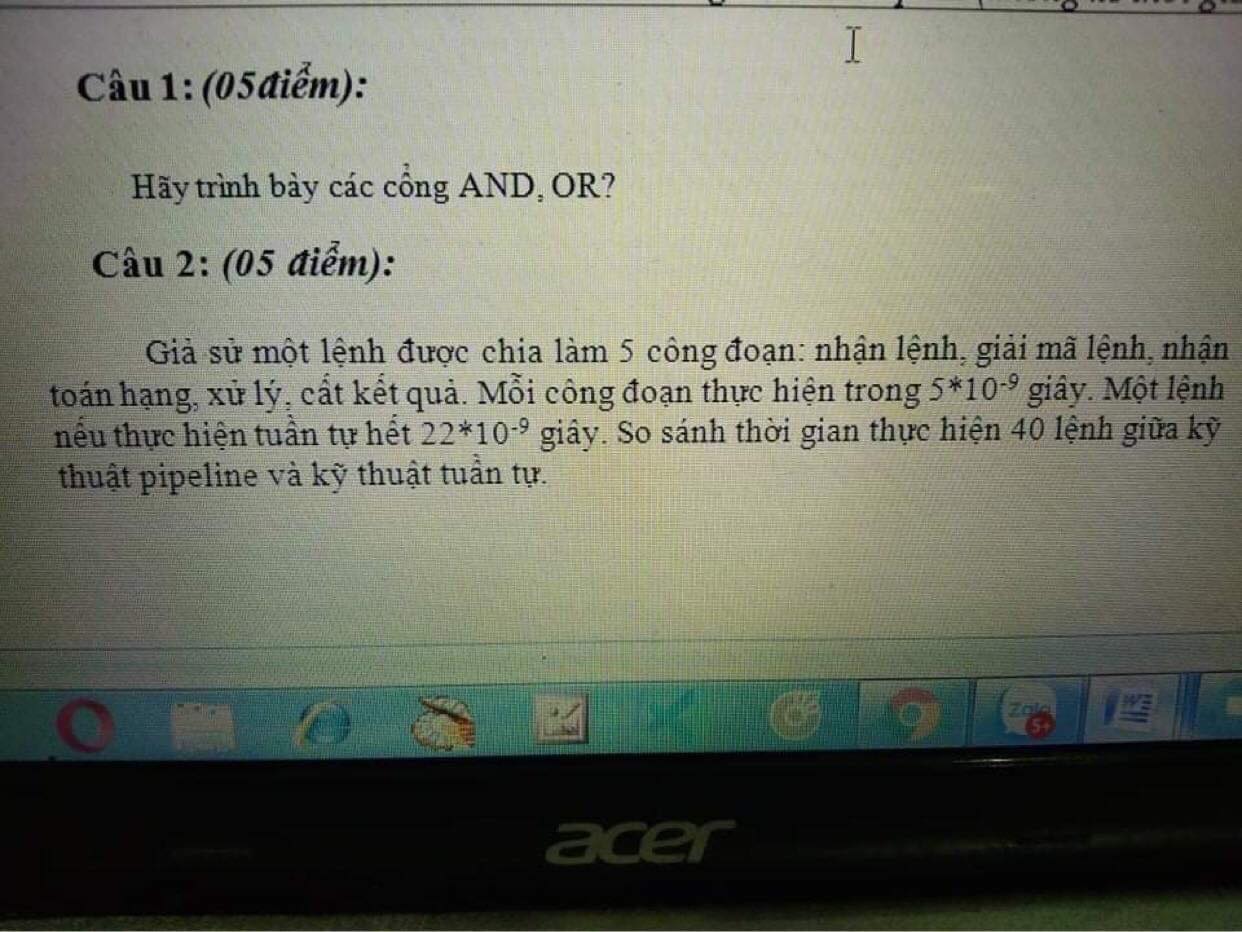 Câu 1: (05điểm):
Hãy trình bày các cổng AND, OR?
Câu 2: (05 điểm):
Giả sử một lệnh được chia làm 5 công đoạn: nhận lệnh, giải mã lệnh, nhận
toán hạng, xử lý, cất kết quả. Mỗi công đoạn thực hiện trong 5*10⁻⁹ giây. Một lệnh
nếu thực hiện tuần tự hết 22*10⁻⁹ giây. So sánh thời gian thực hiện 40 lệnh giữa kỹ
thuật pipeline và kỹ thuật tuần tự.
Zalo
5+
W
acer